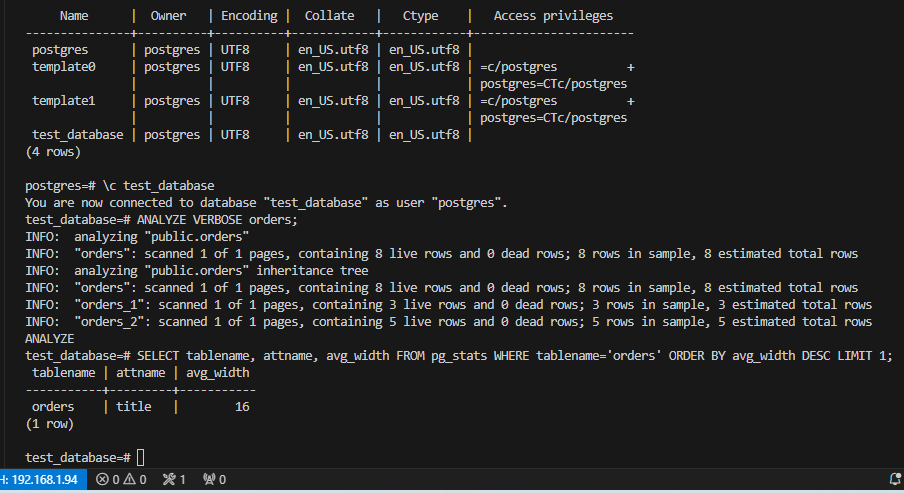 Name      |  Owner   | Encoding |  Collate   |   Ctype    |   Access privileges
---------------+----------+----------+------------+------------+-----------------------
 postgres      | postgres | UTF8     | en_US.utf8 | en_US.utf8 |
 template0     | postgres | UTF8     | en_US.utf8 | en_US.utf8 | =c/postgres          +
               |          |          |            |            | postgres=CTc/postgres
 template1     | postgres | UTF8     | en_US.utf8 | en_US.utf8 | =c/postgres          +
               |          |          |            |            | postgres=CTc/postgres
 test_database | postgres | UTF8     | en_US.utf8 | en_US.utf8 |
(4 rows)

postgres=# \c test_database
You are now connected to database "test_database" as user "postgres".
test_database=# ANALYZE VERBOSE orders;
INFO:  analyzing "public.orders"
INFO:  "orders": scanned 1 of 1 pages, containing 8 live rows and 0 dead rows; 8 rows in sample, 8 estimated total rows
INFO:  analyzing "public.orders" inheritance tree
INFO:  "orders": scanned 1 of 1 pages, containing 8 live rows and 0 dead rows; 8 rows in sample, 8 estimated total rows
INFO:  "orders_1": scanned 1 of 1 pages, containing 3 live rows and 0 dead rows; 3 rows in sample, 3 estimated total rows
INFO:  "orders_2": scanned 1 of 1 pages, containing 5 live rows and 0 dead rows; 5 rows in sample, 5 estimated total rows
ANALYZE
test_database=# SELECT tablename, attname, avg_width FROM pg_stats WHERE tablename='orders' ORDER BY avg_width DESC LIMIT 1;
 tablename | attname | avg_width
-----------+---------+-----------
 orders    | title   |        16
(1 row)

test_database=#
H: 192.168.1.94 0 0 1 0